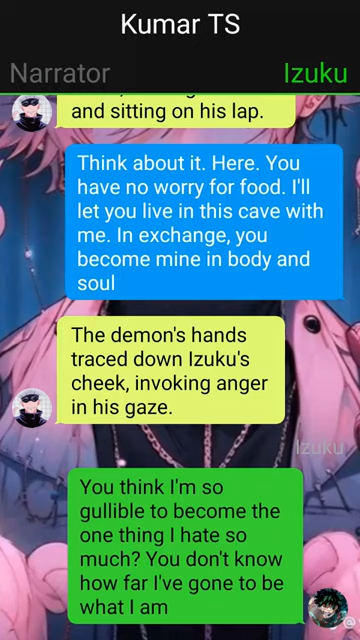 Kumar TS
Narrator
Izuku
and sitting on his lap.
Think about it. Here. You
have no worry for food. I'll
let you live in this cave with
me. In exchange, you
become mine in body and
soul
The demon's hands
traced down Izuku's
cheek, invoking anger
in his gaze.
Izuku
You think I'm so
gullible to become the
one thing I hate so
much? You don't know
how far I've gone to be
what I am